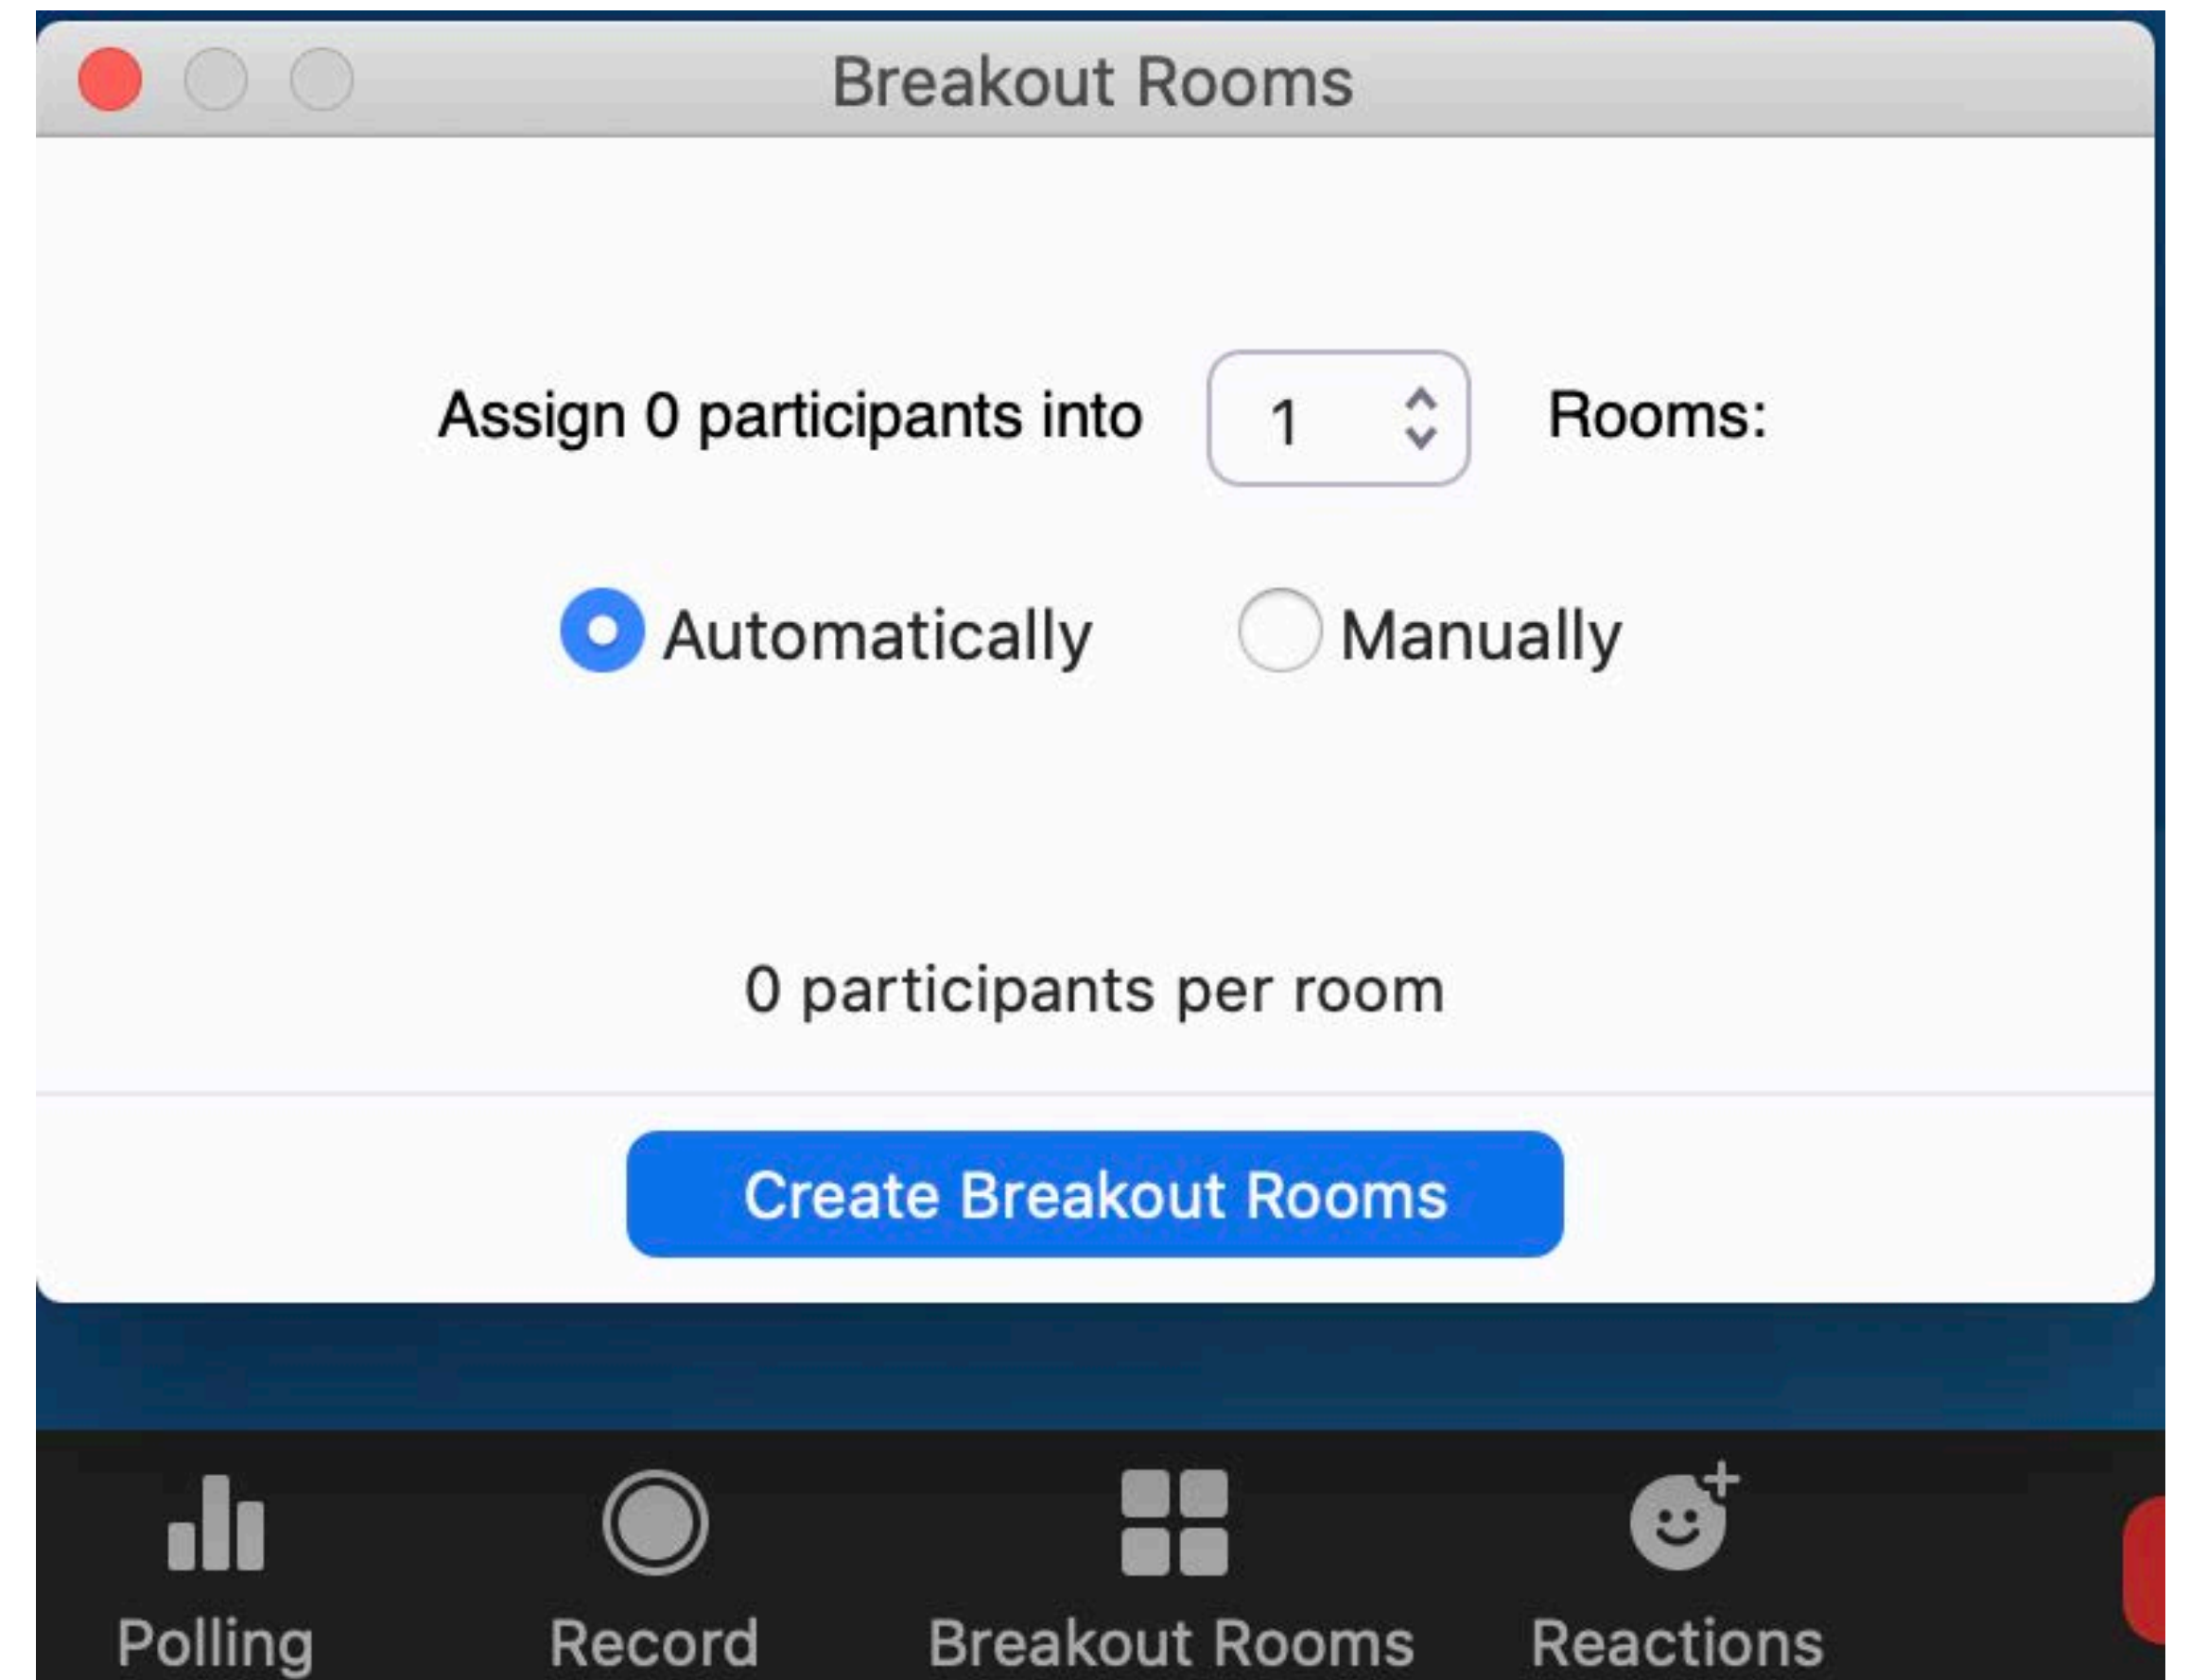 Breakout Rooms
Assign 0 participants into 1 Rooms:
Automatically Manually
0 participants per room
Create Breakout Rooms
Polling Record Breakout Rooms Reactions